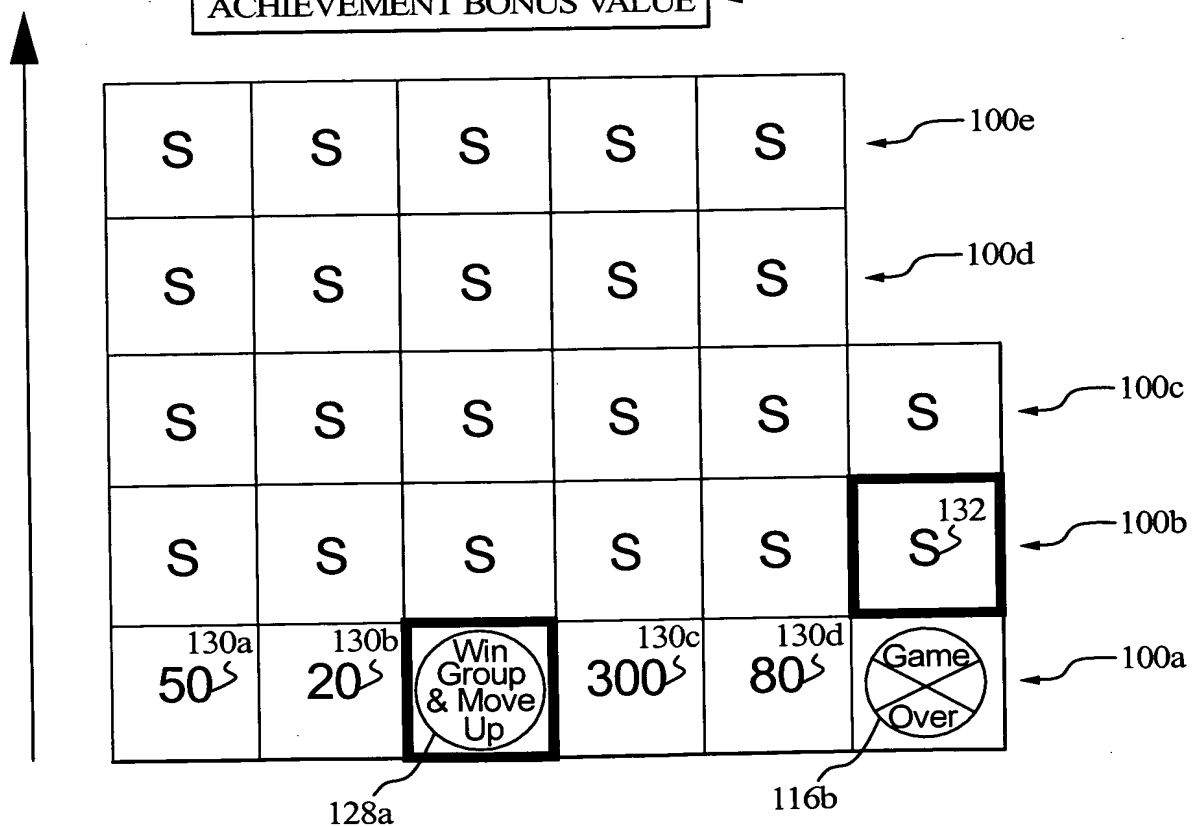 ACHIEVEMENT BONUS VALUE
S S S S S 100e
S S S S S 100d
S S S S S S 100c
S S S S S S 132 100b
50 130a 20 130b Win Group & Move Up 300 130c 80 130d Game Over 100a
128a 116b